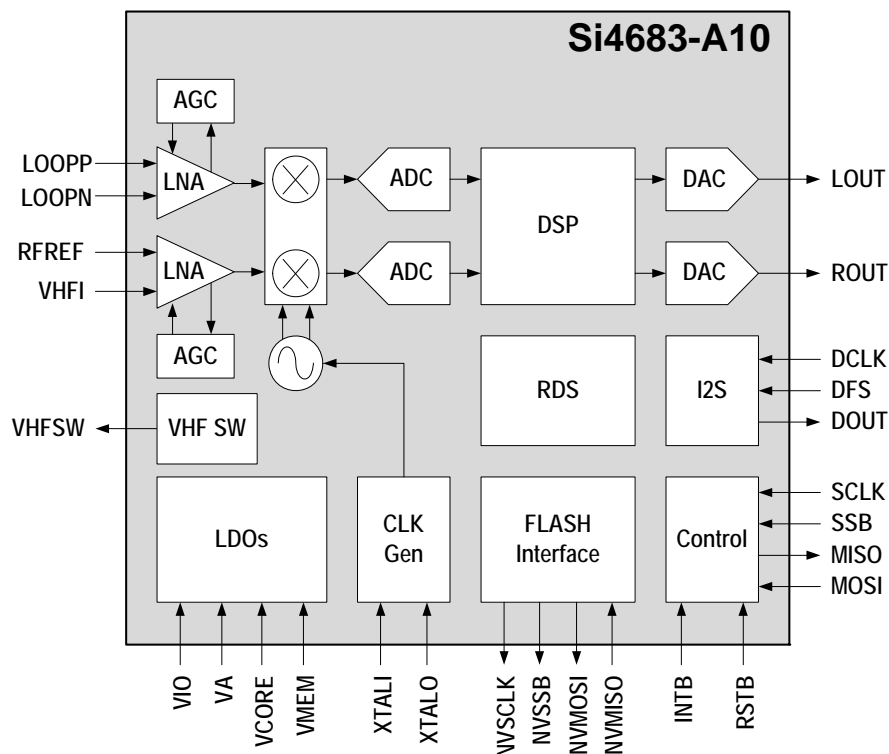 Si4683-A10
AGC
LOOPP
LNA
ADC
DAC
LOUT
LOOPN
DSP
RFREF
LNA
ADC
DAC
ROUT
VHFI
AGC
DCLK
RDS
I2S
DFS
DOUT
VHFSW
VHF SW
SCLK
LDOs
CLK
Gen
FLASH
Interface
Control
SSB
MISO
MOSI
VIO
VA
VCORE
VMEM
XTALI
XTALO
NVSCLK
NVSSB
NVMOSI
NVMISO
INTB
RSTB